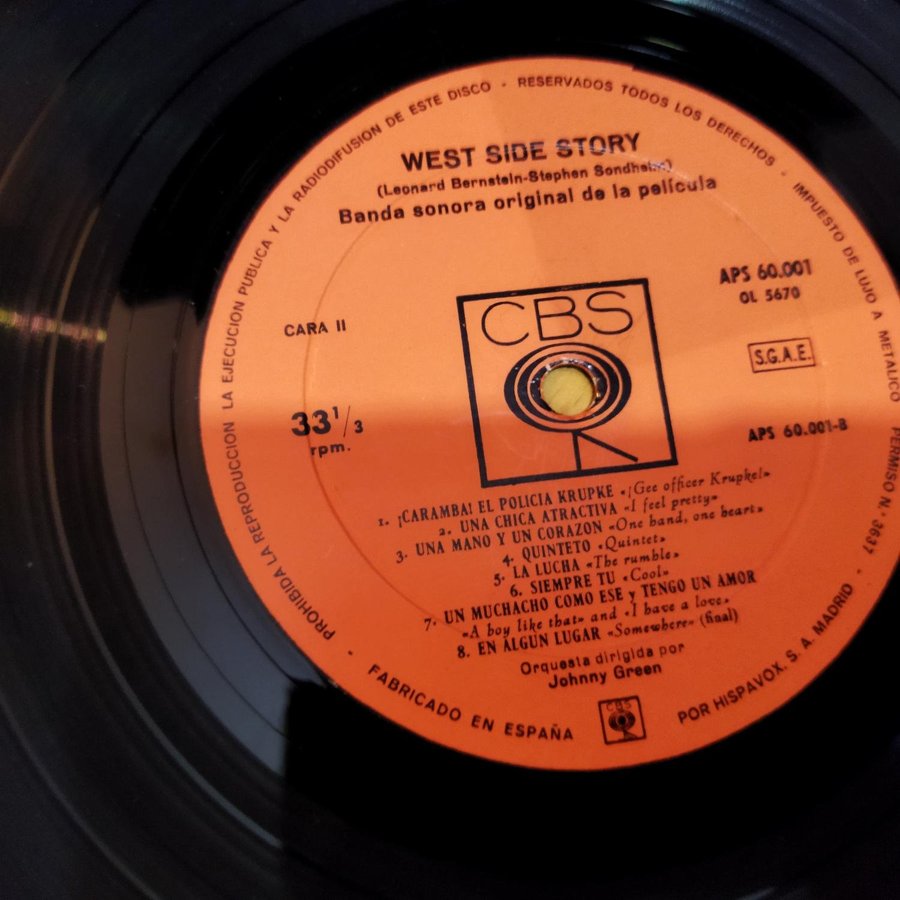 PROHIBIDA LA REPRODUCCION LA EJECUCION PUBLICA Y LA RADIODIFUSION DE ESTE DISCO · RESERVADOS TODOS LOS DERECHOS · IMPUESTO DE LUJO A METALICO PERMISO N. 3637 ·
WEST SIDE STORY
(Leonard Bernstein-Stephen Sondheim)
Banda sonora original de la película
APS 60.001
OL 5670
CARA II
CBS
S.G.A.E.
33 1/3
rpm.
APS 60.001-B
1. ¡CARAMBA! EL POLICIA KRUPKE «¡Gee officer Krupke!»
2. UNA CHICA ATRACTIVA «I feel pretty»
3. UNA MANO Y UN CORAZON «One hand, one heart»
4. QUINTETO «Quintet»
5. LA LUCHA «The rumble»
6. SIEMPRE TU «Cool»
7. UN MUCHACHO COMO ESE y TENGO UN AMOR
«A boy like that» and «I have a love»
8. EN ALGUN LUGAR «Somewhere» (final)
Orquesta dirigida por
Johnny Green
CBS
· FABRICADO EN ESPAÑA
POR HISPAVOX, S. A. MADRID ·